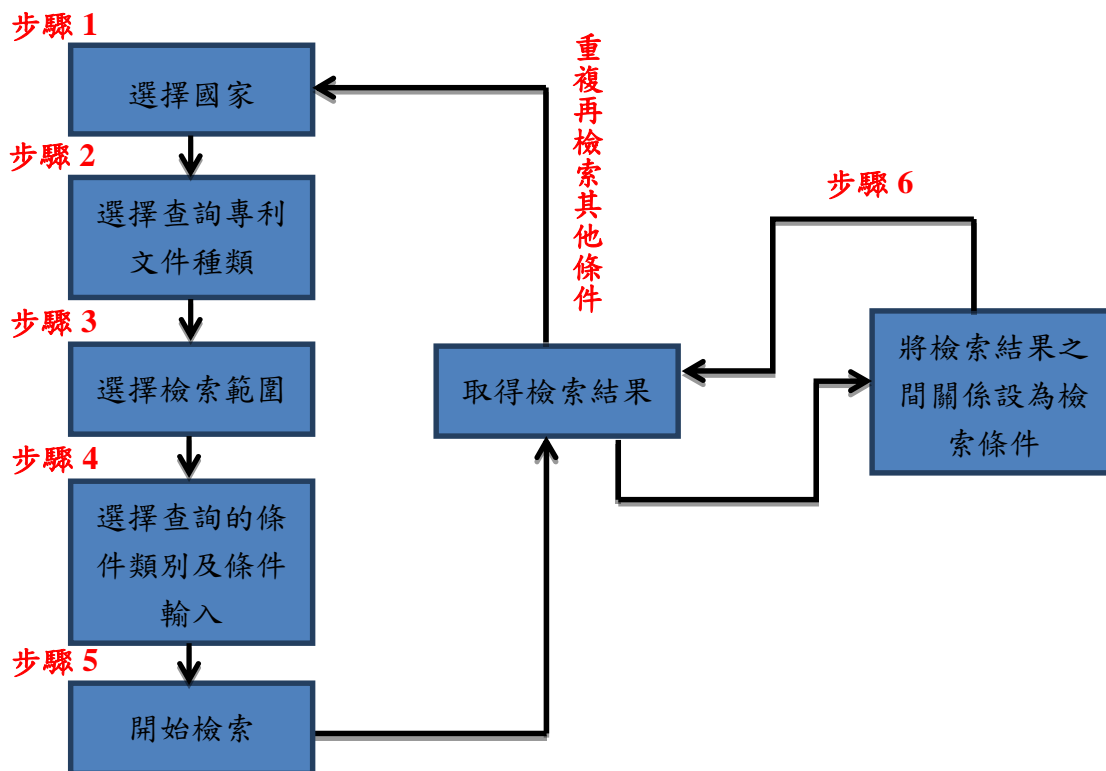 步驟 1
選擇國家
步驟 2
選擇查詢專利
文件種類
步驟 3
選擇檢索範圍
步驟 4
選擇查詢的條
件類別及條件
輸入
步驟 5
開始檢索
取得檢索結果
重複再檢索其他條件
步驟 6
將檢索結果之
間關係設為檢
索條件